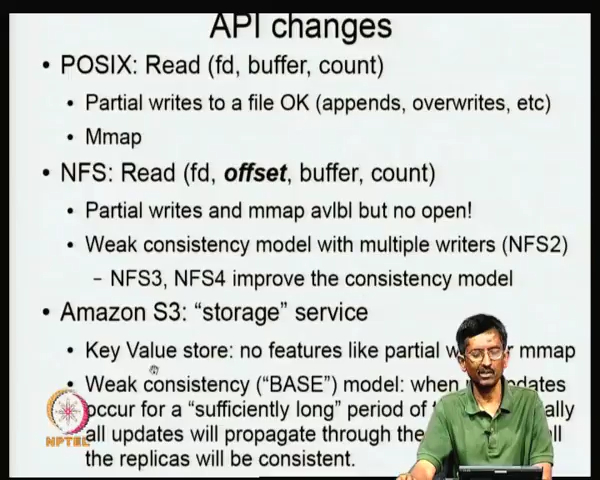 API changes
• POSIX: Read (fd, buffer, count)
• Partial writes to a file OK (appends, overwrites, etc)
• Mmap
• NFS: Read (fd, offset, buffer, count)
• Partial writes and mmap avlbl but no open!
• Weak consistency model with multiple writers (NFS2)
– NFS3, NFS4 improve the consistency model
• Amazon S3: “storage” service
• Key Value store: no features like partial mmap
• Weak consistency (“BASE”) model: when
occur for a “sufficiently long” period of
all updates will propagate through the
the replicas will be consistent.
NPTEL